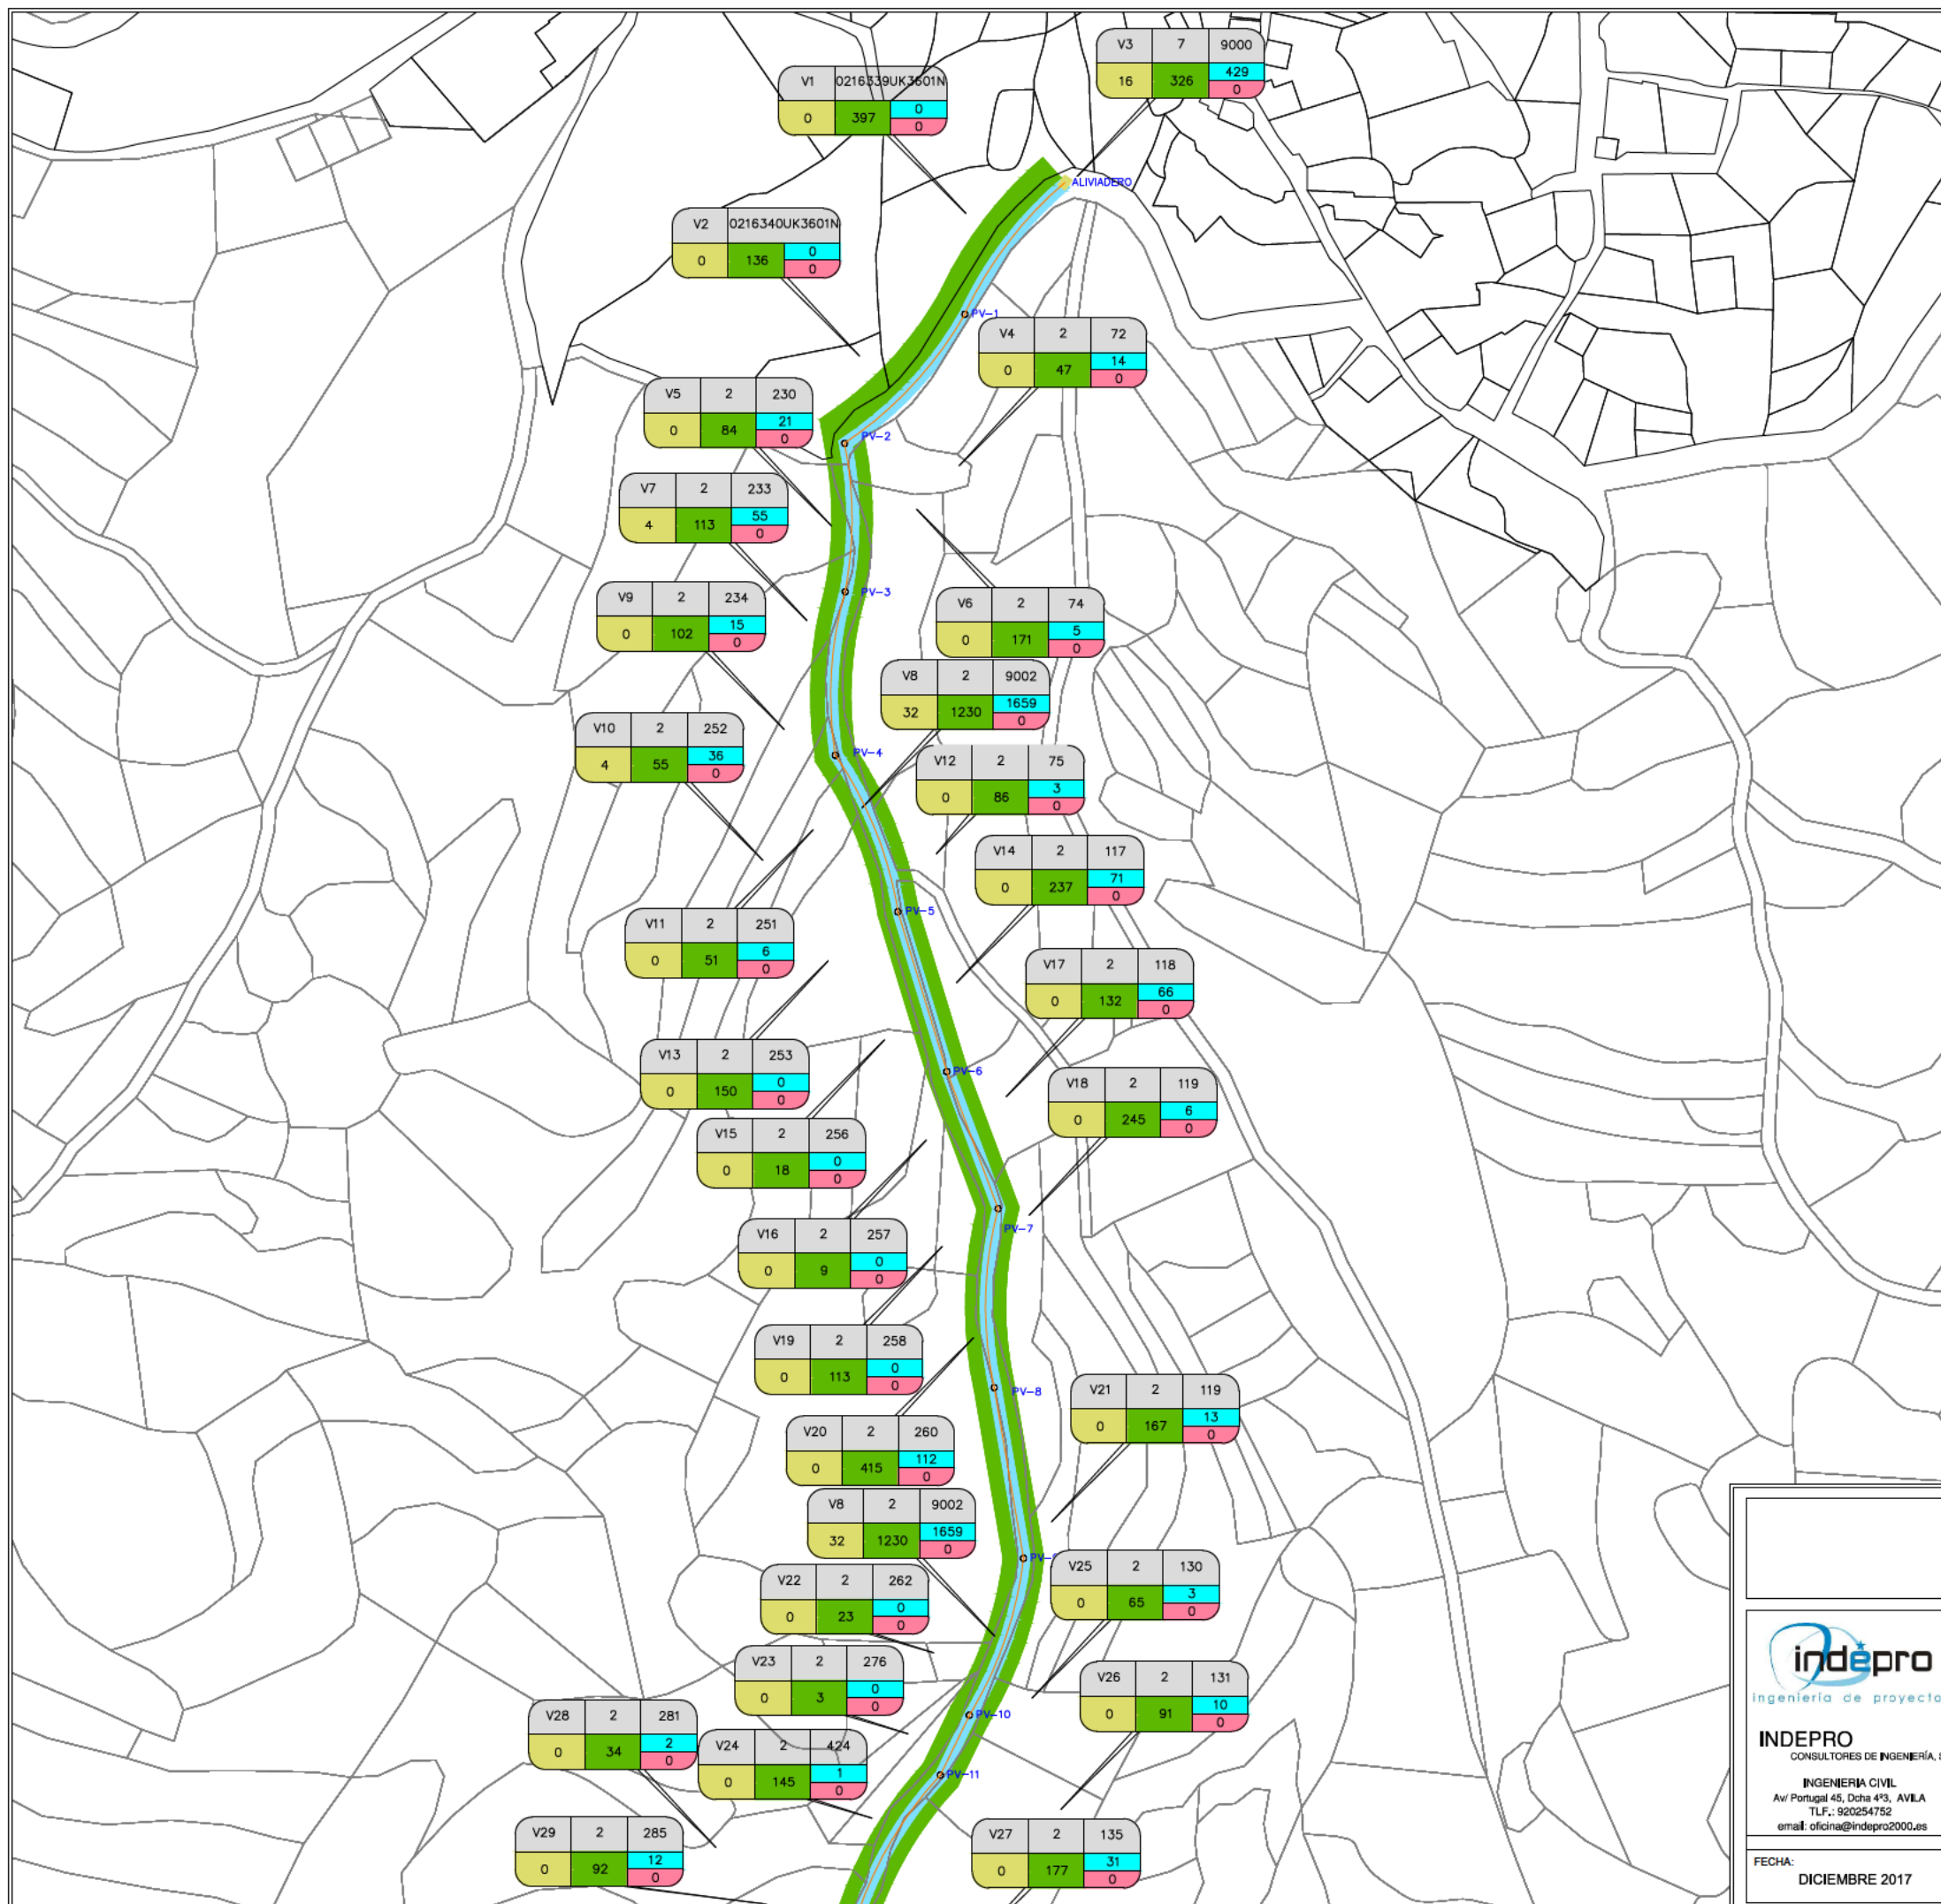 V3 7 9000
16 326 429
0
V1 0216339UK3601N
0 397 0
0
ALIVIADERO
V2 0216340UK3601N
0 136 0
0
PV-1
V4 2 72
0 47 14
0
V5 2 230
0 84 21
0
PV-2
V7 2 233
4 113 55
0
V9 2 234
0 102 15
0
PV-3
V6 2 74
0 171 5
0
V8 2 9002
32 1230 1659
0
V10 2 252
4 55 36
0
PV-4
V12 2 75
0 86 3
0
V14 2 117
0 237 71
0
V11 2 251
0 51 6
0
PV-5
V17 2 118
0 132 66
0
V13 2 253
0 150 0
0
PV-6
V18 2 119
0 245 6
0
V15 2 256
0 18 0
0
V16 2 257
0 9 0
0
PV-7
V19 2 258
0 113 0
0
PV-8
V21 2 119
0 167 13
0
V20 2 260
0 415 112
0
V8 2 9002
32 1230 1659
0
V25 2 130
0 65 3
0
V22 2 262
0 23 0
0
V23 2 276
0 3 0
0
V26 2 131
0 91 10
0
PV-10
V28 2 281
0 34 2
0
V24 2 424
0 145 1
0
PV-11
V29 2 285
0 92 12
0
V27 2 135
0 177 31
0
indepro
ingeniería de proyecto
INDEPRO
CONSULTORES DE INGENIERÍA,
INGENIERIA CIVIL
Av/ Portugal 45, Dcha 4º3, AVILA
TLF.: 920254752
email: oficina@indepro2000.es
FECHA:
DICIEMBRE 2017